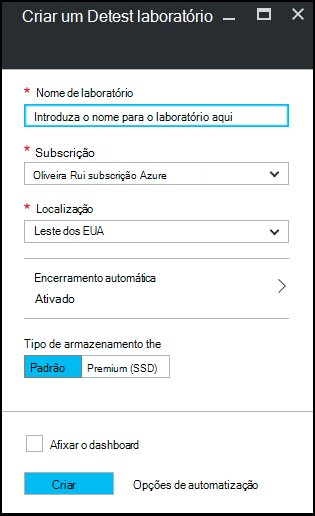 Criar um Detest laboratório
* Nome de laboratório
Introduza o nome para o laboratório aqui
* Subscrição
Oliveira Rui subscrição Azure
* Localização
Leste dos EUA
Encerramento automática
Ativado
Tipo de armazenamento the
Padrão Premium (SSD)
Afixar o dashboard
Criar Opções de automatização